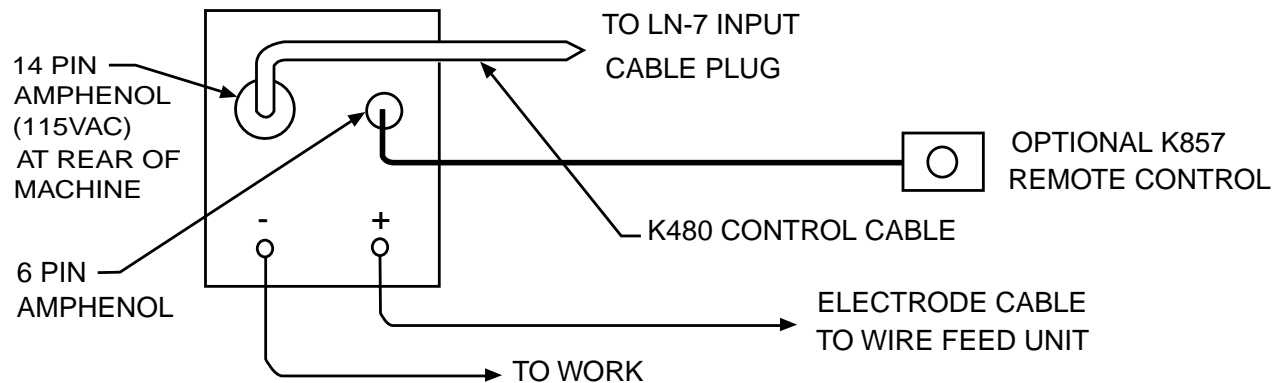 TO LN-7 INPUT
CABLE PLUG
14 PIN
AMPHENOL
(115VAC)
AT REAR OF
MACHINE
OPTIONAL K857
REMOTE CONTROL
- +
K480 CONTROL CABLE
6 PIN
AMPHENOL
ELECTRODE CABLE
TO WIRE FEED UNIT
TO WORK